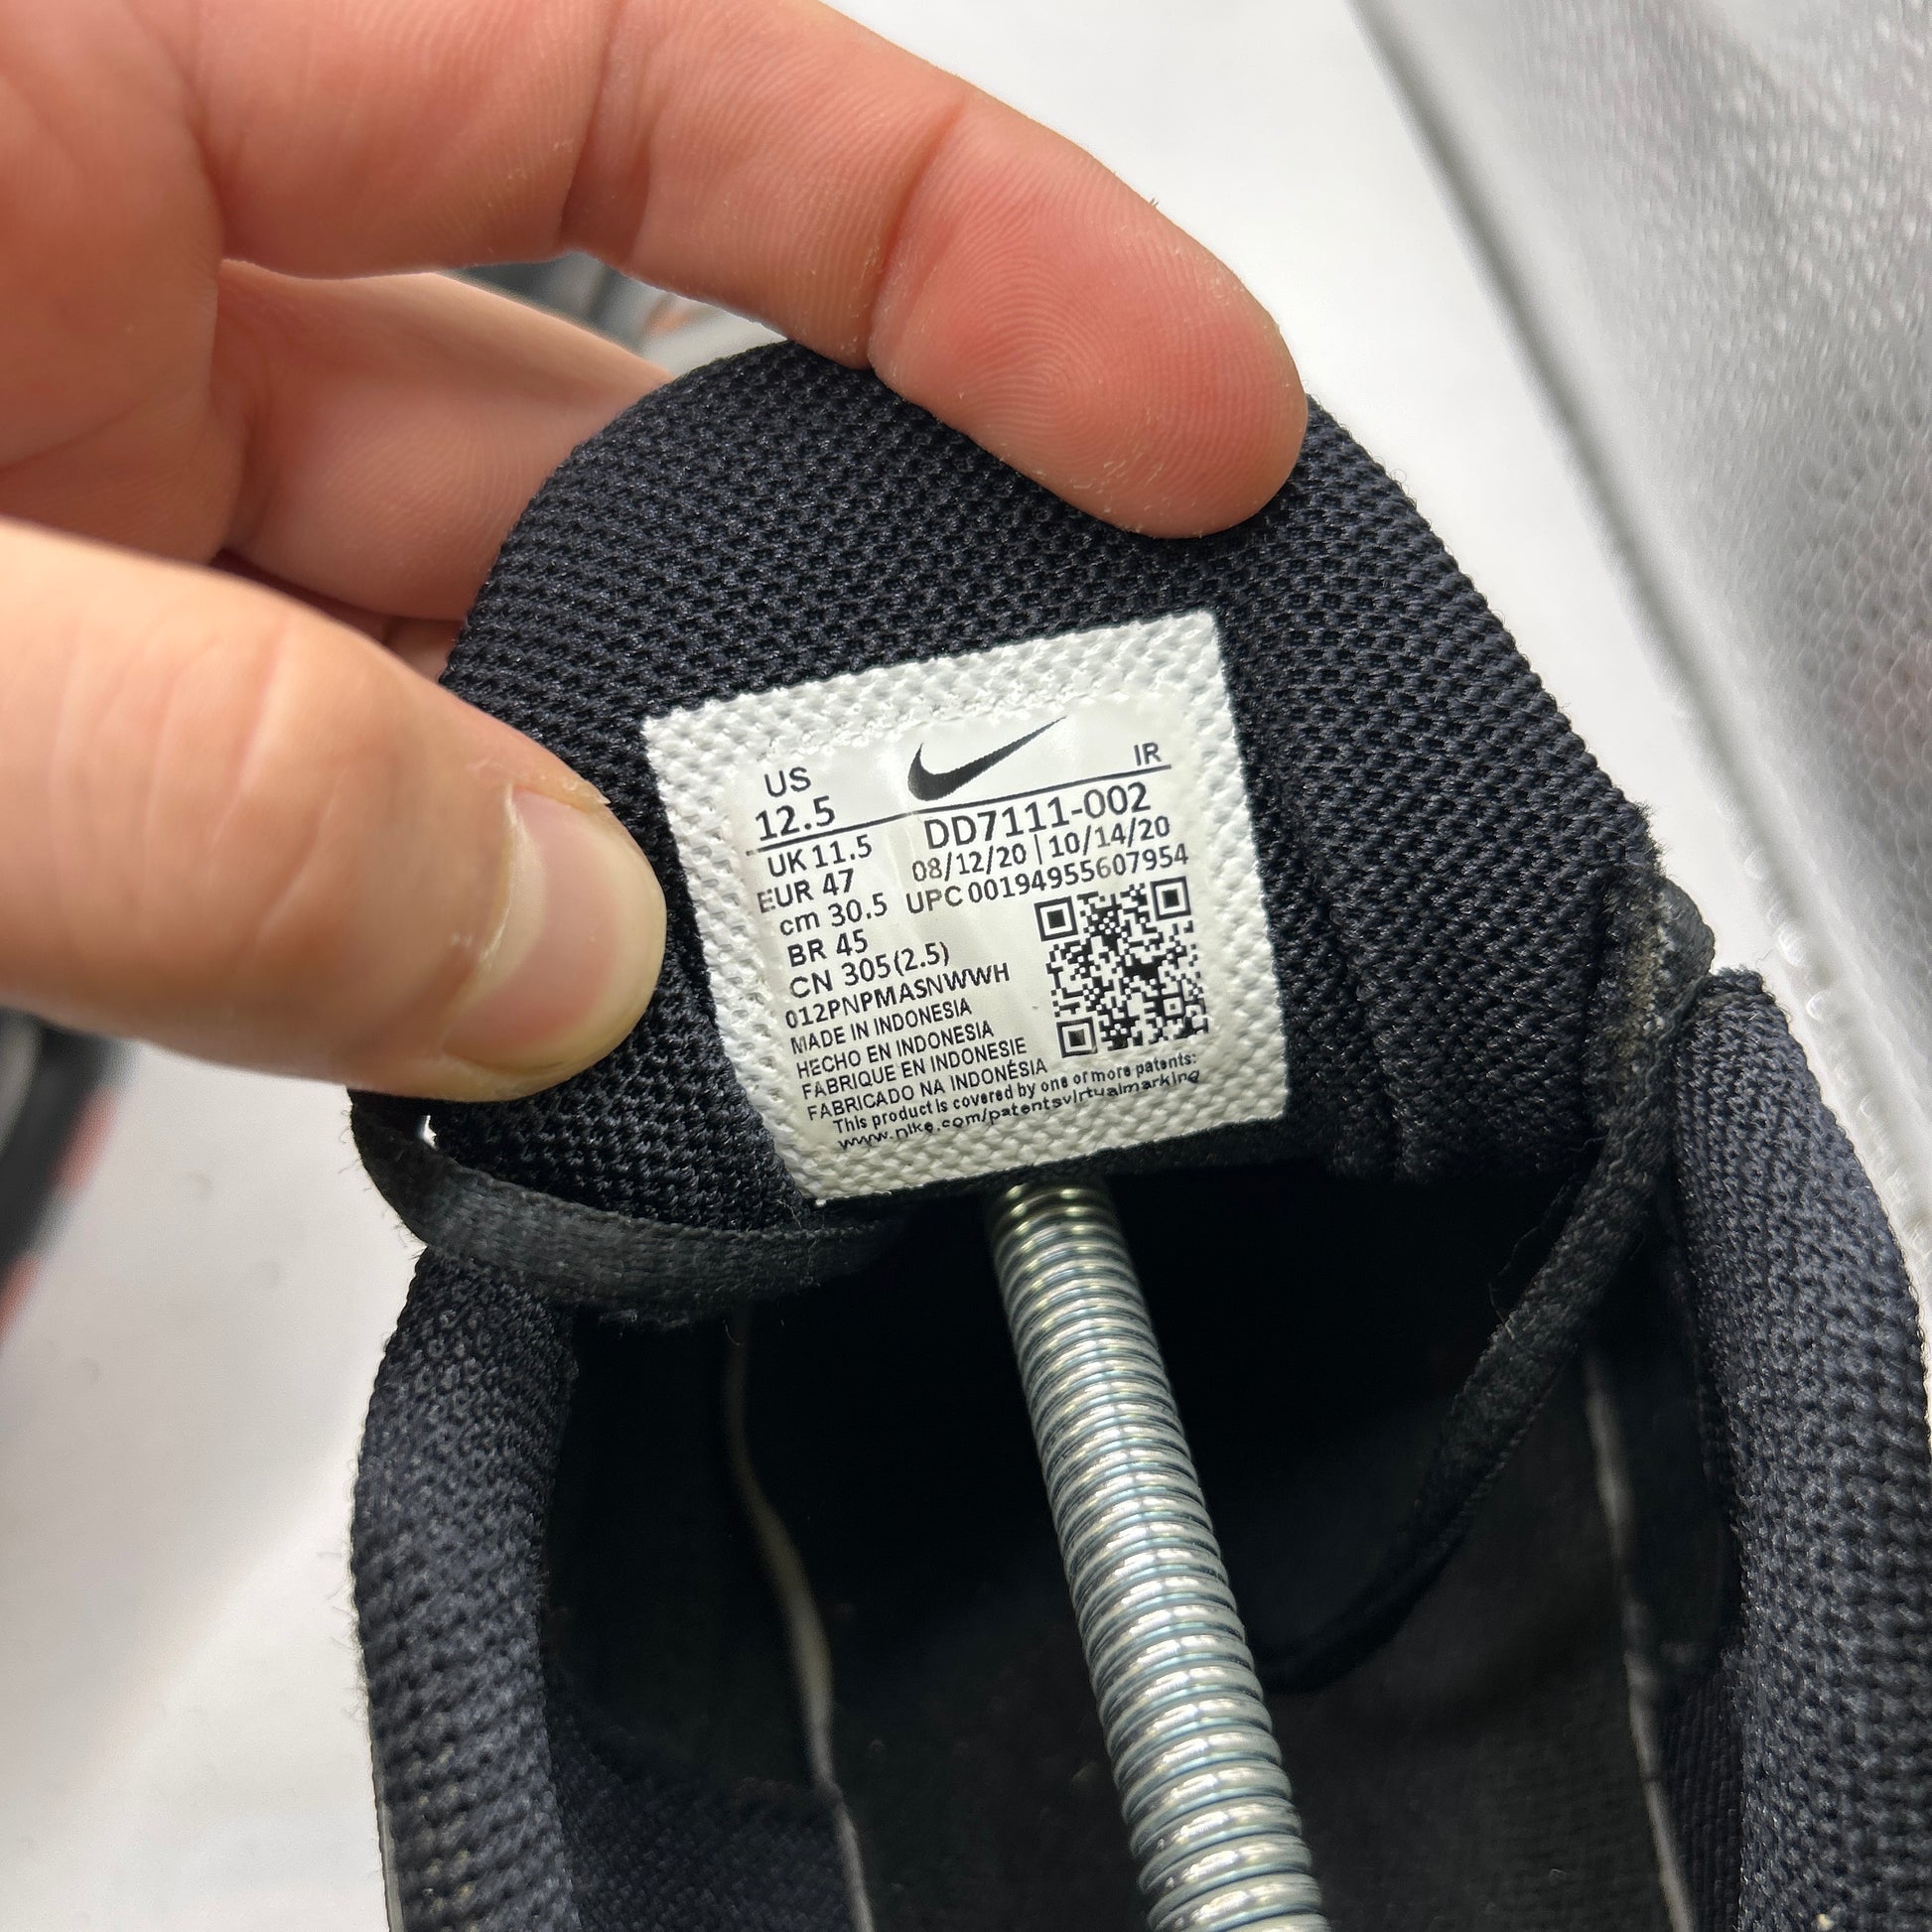 US
12.5
IR
UK 11.5
EUR 47
cm 30.5
BR 45
CN 305(2.5)
DD7111-002
08/12/20 | 10/14/20
UPC 00194955607954
012PNPMASNWWH
MADE IN INDONESIA
HECHO EN INDONESIA
FABRIQUE EN INDONESIE
FABRICADO NA INDONÉSIA
This product is covered by one of more patents:
www.nike.com/patentsvirtualmarking